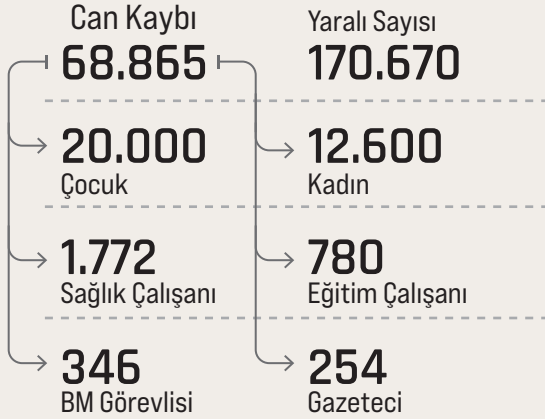 Can Kaybı
68.865
Yaralı Sayısı
170.670
20.000
Çocuk
12.600
Kadın
1.772
Sağlık Çalışanı
780
Eğitim Çalışanı
346
BM Görevlisi
254
Gazeteci